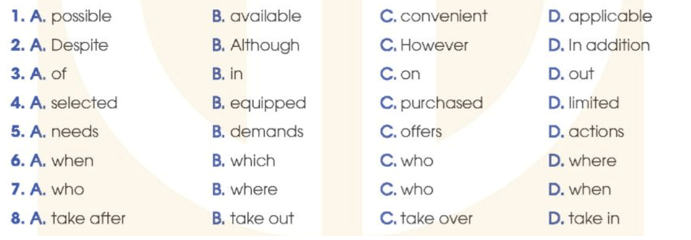 1. A. possible B. available C. convenient D. applicable
2. A. Despite B. Although C. However D. In addition
3. A. of B. in C. on D. out
4. A. selected B. equipped C. purchased D. limited
5. A. needs B. demands C. offers D. actions
6. A. when B. which C. who D. where
7. A. who B. where C. who D. when
8. A. take after B. take out C. take over D. take in